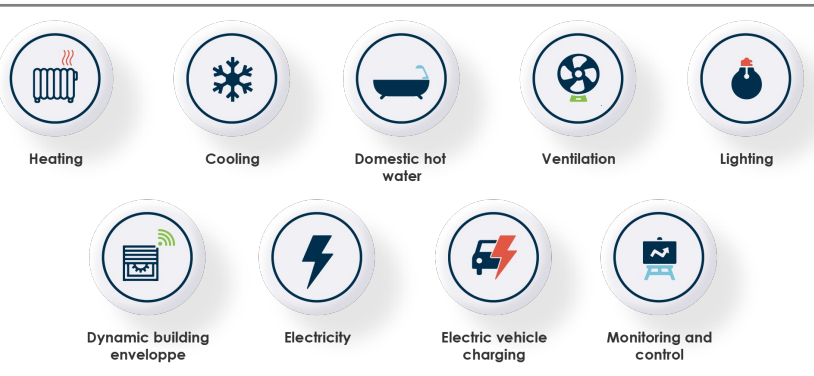 Heating
Cooling
Domestic hot
water
Ventilation
Lighting
Dynamic building
enveloppe
Electricity
Electric vehicle
charging
Monitoring and
control